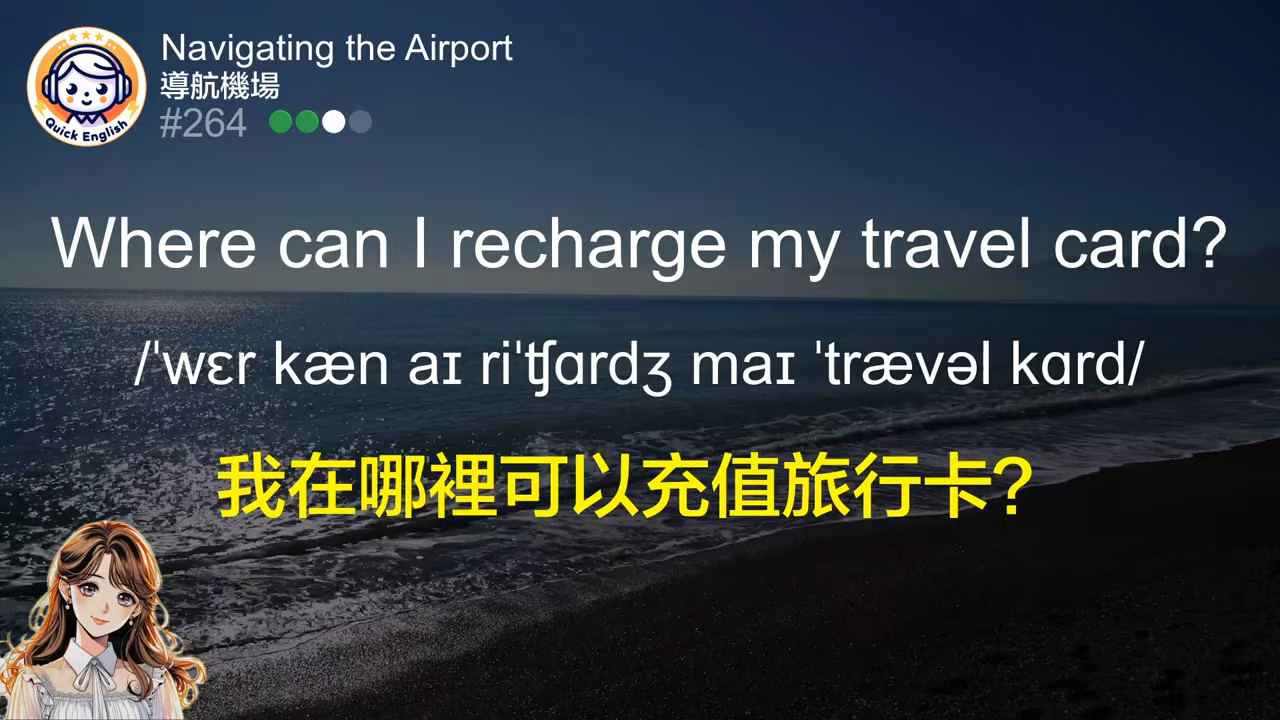 Navigating the Airport
導航機場
#264
Quick English
Where can I recharge my travel card?
/ˈwɛr kæn aɪ riˈʧɑrdʒ maɪ ˈtrævəl kɑrd/
我在哪裡可以充值旅行卡?